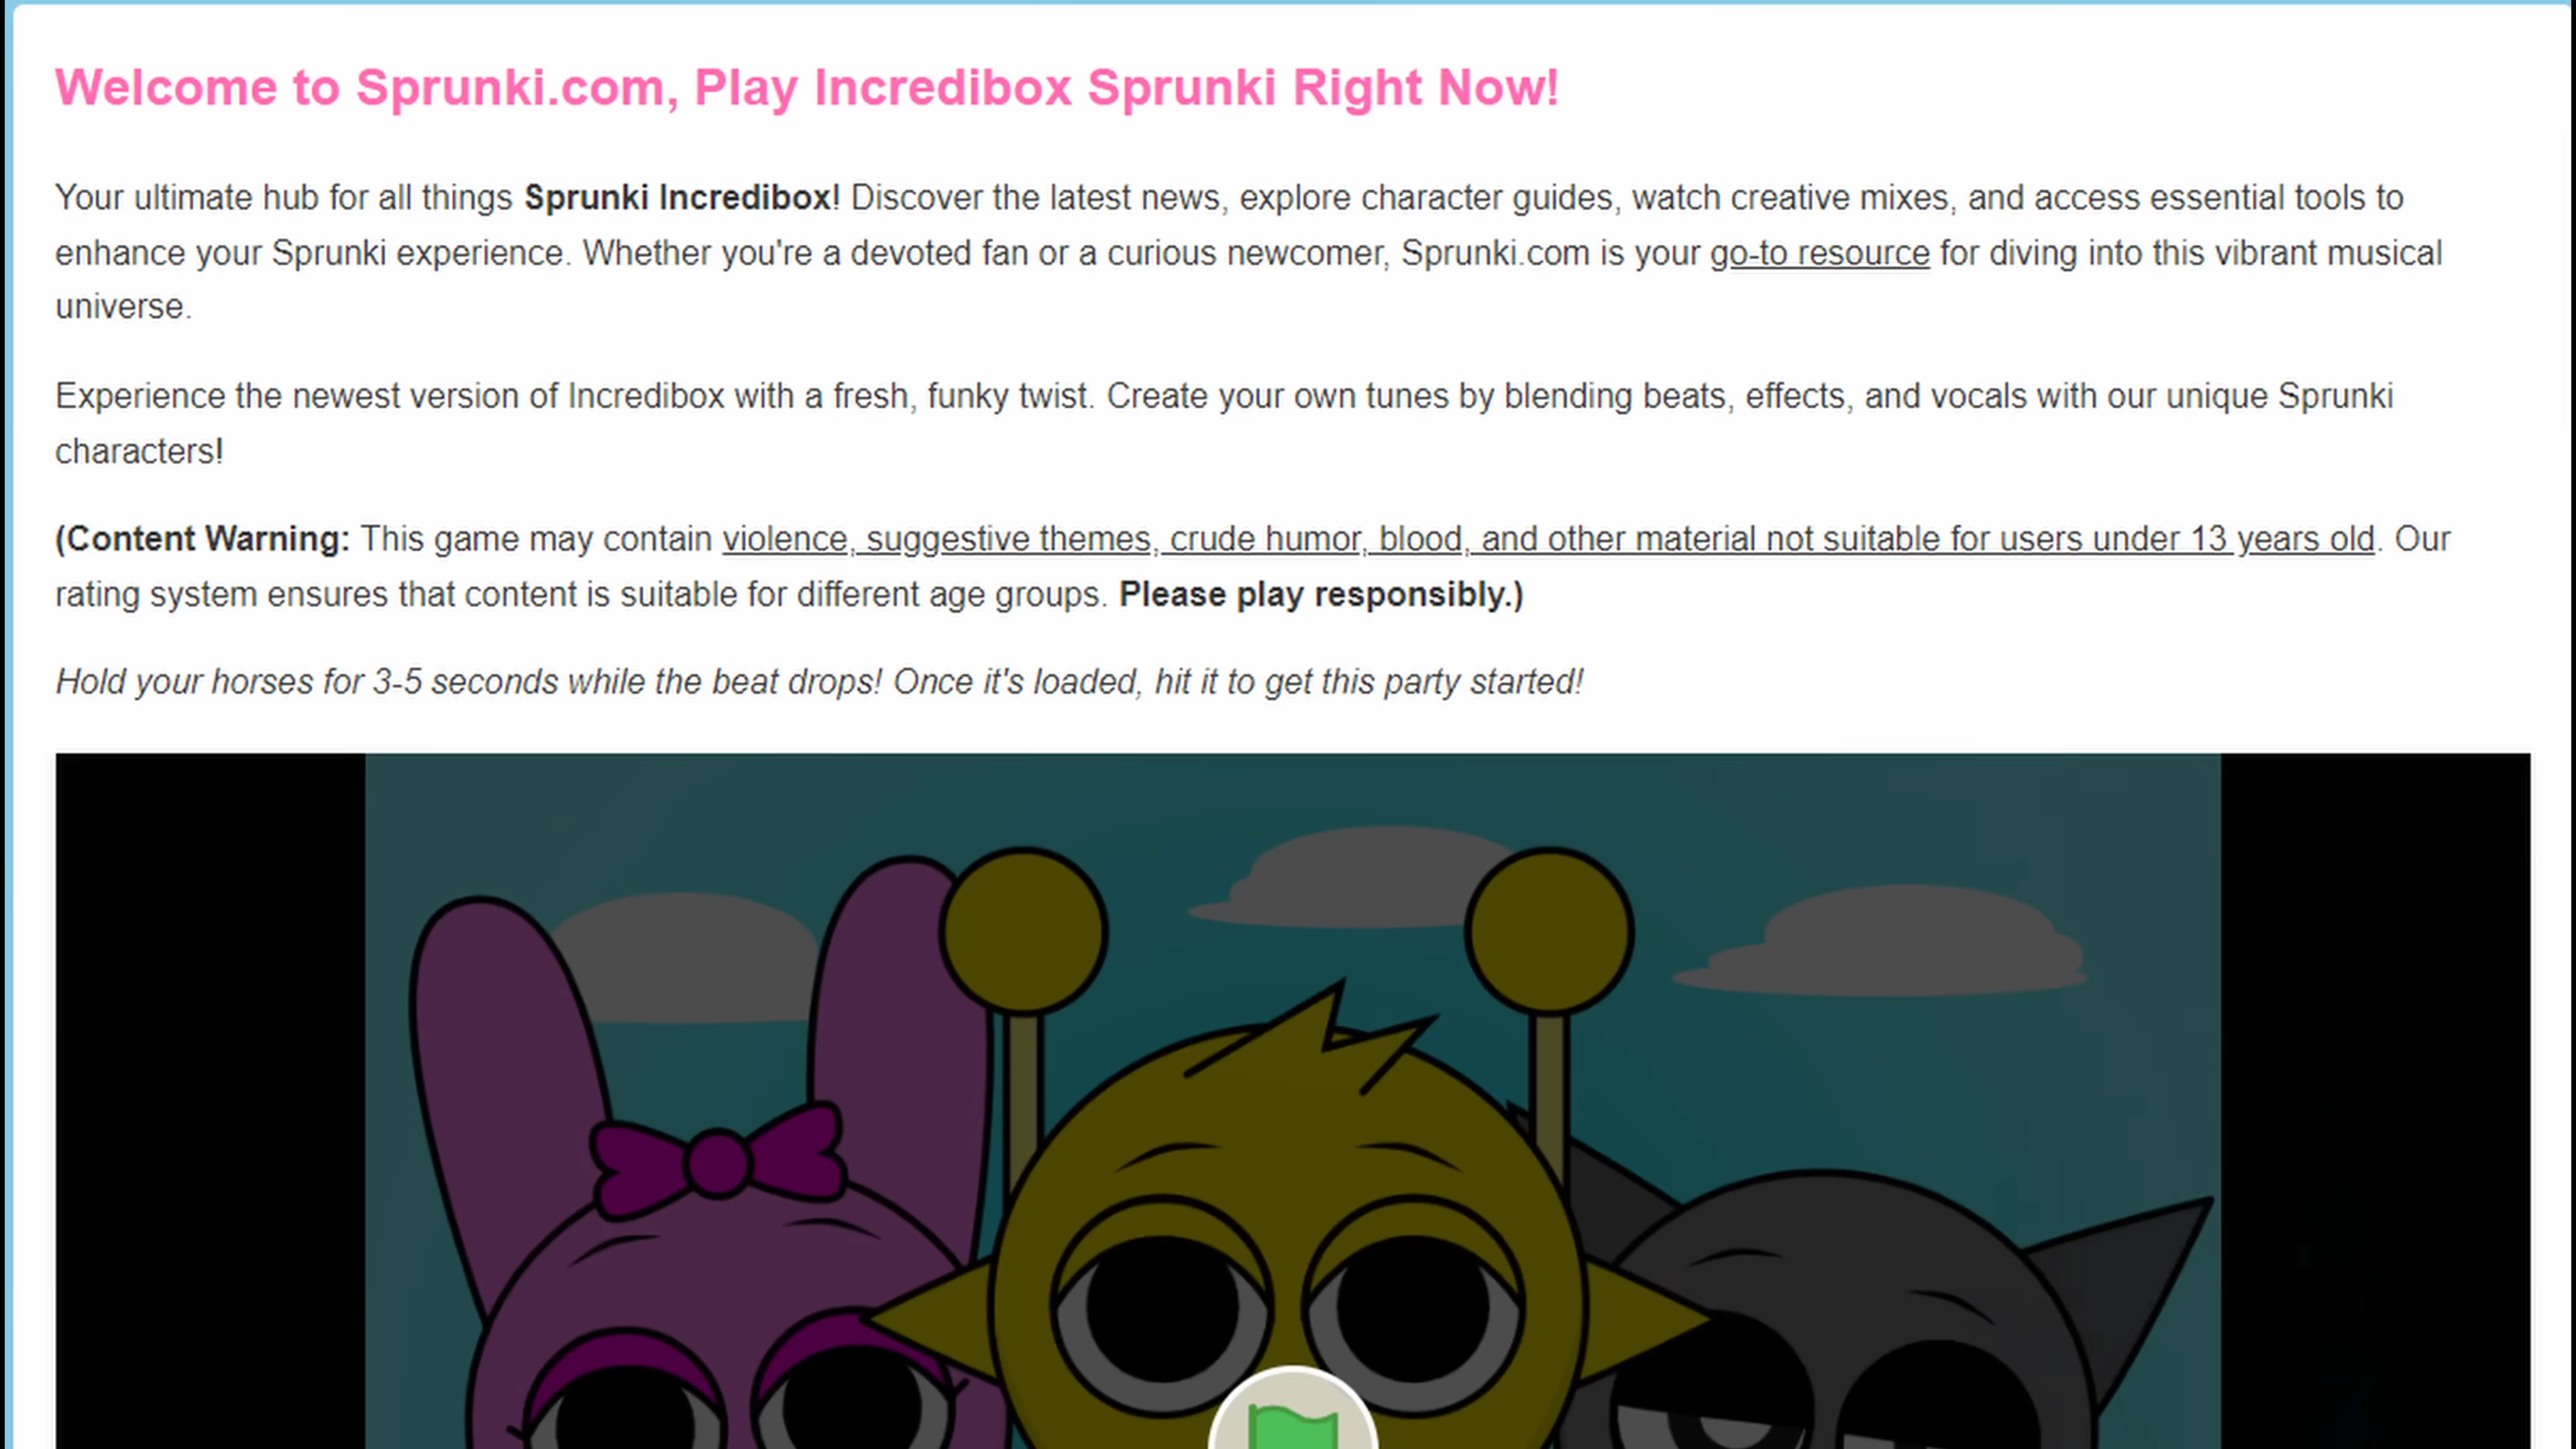 Welcome to Sprunki.com, Play Incredibox Sprunki Right Now!
Your ultimate hub for all things Sprunki Incredibox! Discover the latest news, explore character guides, watch creative mixes, and access essential tools to
enhance your Sprunki experience. Whether you're a devoted fan or a curious newcomer, Sprunki.com is your go-to resource for diving into this vibrant musical
universe.
Experience the newest version of Incredibox with a fresh, funky twist. Create your own tunes by blending beats, effects, and vocals with our unique Sprunki
characters!
(Content Warning: This game may contain violence, suggestive themes, crude humor, blood, and other material not suitable for users under 13 years old. Our
rating system ensures that content is suitable for different age groups. Please play responsibly.)
Hold your horses for 3-5 seconds while the beat drops! Once it's loaded, hit it to get this party started!